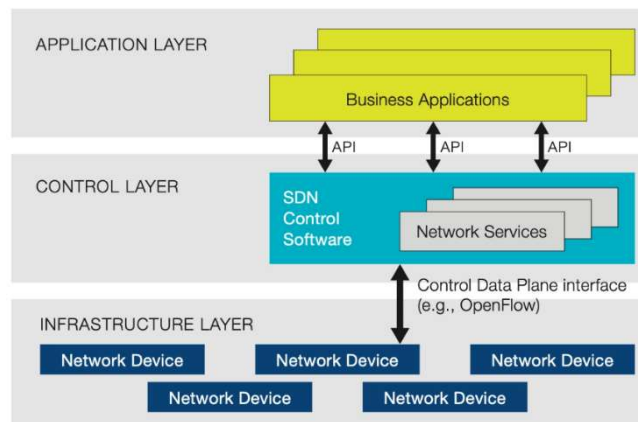 APPLICATION LAYER
Business Applications
API API API
CONTROL LAYER
SDN
Control
Software
Network Services
Control Data Plane interface
(e.g., OpenFlow)
INFRASTRUCTURE LAYER
Network Device Network Device Network Device
Network Device Network Device